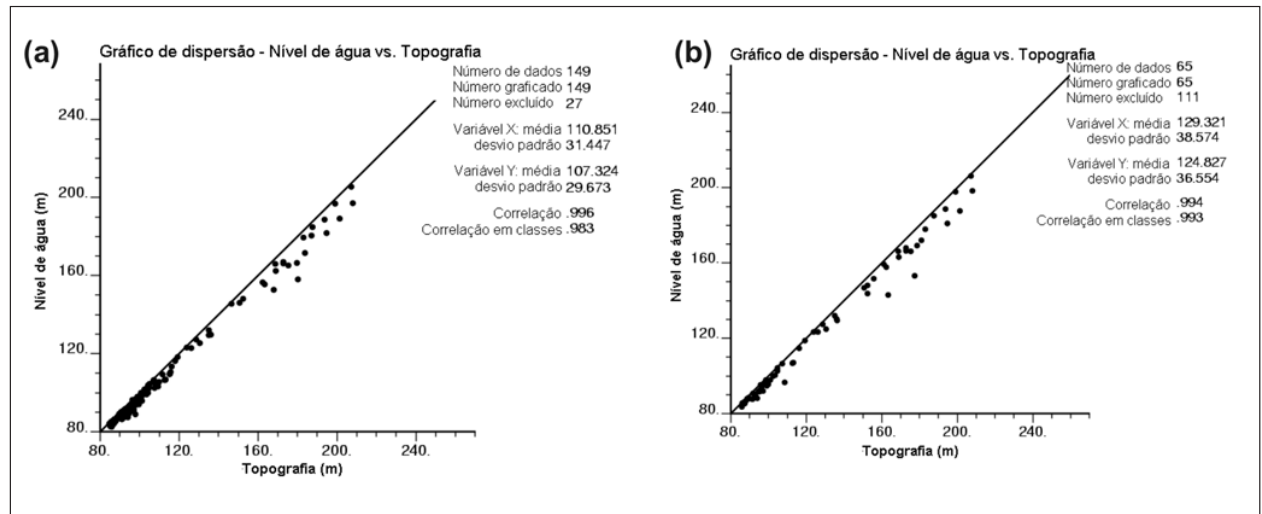 (a)
Gráfico de dispersão - Nível de água vs. Topografia
Número de dados 149
Número graficado 149
Número excluído 27
Variável X: média 110.851
desvio padrão 31.447
Variável Y: média 107.324
desvio padrão 29.673
Correlação .996
Correlação em classes .983
Nível de água (m)
240.
200.
160.
120.
80.
80. 120. 160. 200. 240.
Topografia (m)
(b)
Gráfico de dispersão - Nível de água vs. Topografia
Número de dados 65
Número graficado 65
Número excluído 111
Variável X: média 129.321
desvio padrão 38.574
Variável Y: média 124.827
desvio padrão 36.554
Correlação .994
Correlação em classes .993
Nível de água (m)
240.
200.
160.
120.
80.
80. 120. 160. 200. 240.
Topografia (m)